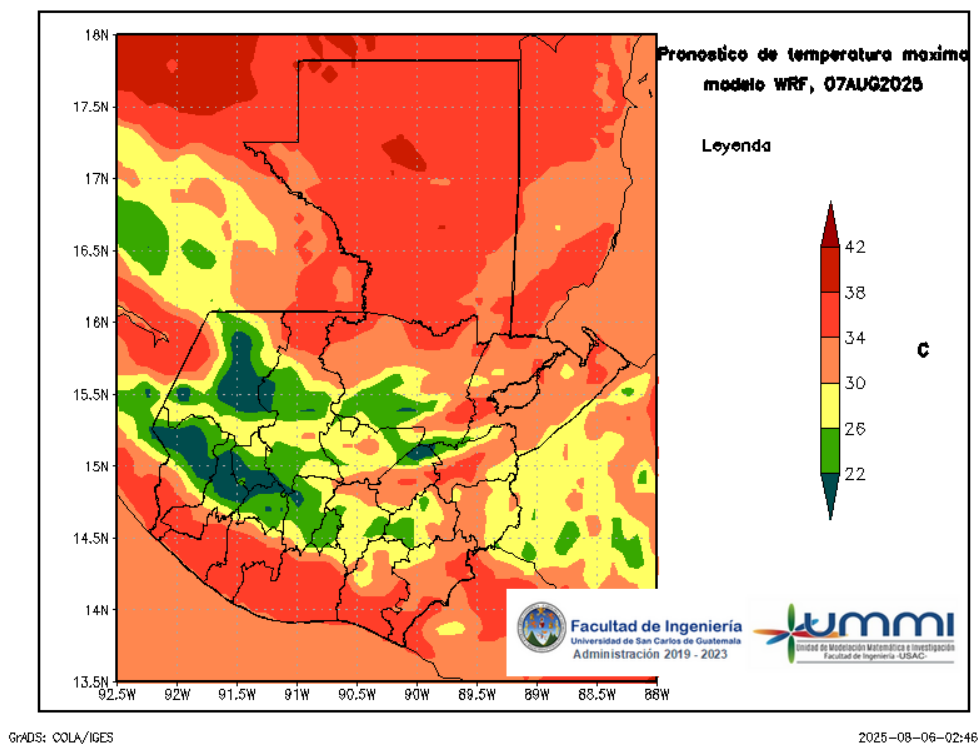 Pronostico de temperatura maxima
modelo WRF, 07AUG2025
Leyenda
42
38
34
30
26
22
C
18N
17.5N
17N
16.5N
16N
15.5N
15N
14.5N
14N
13.5N
92.5W
92W
91.5W
91W
90.5W
90W
89.5W
89W
88.5W
88W
Facultad de Ingeniería
Universidad de San Carlos de Guatemala
Administración 2019 - 2023
ummi
Unidad de Modelación Matemática e Investigación
Facultad de Ingeniería -USAC-
GrADS: COLA/IGES
2025-08-06-02:46